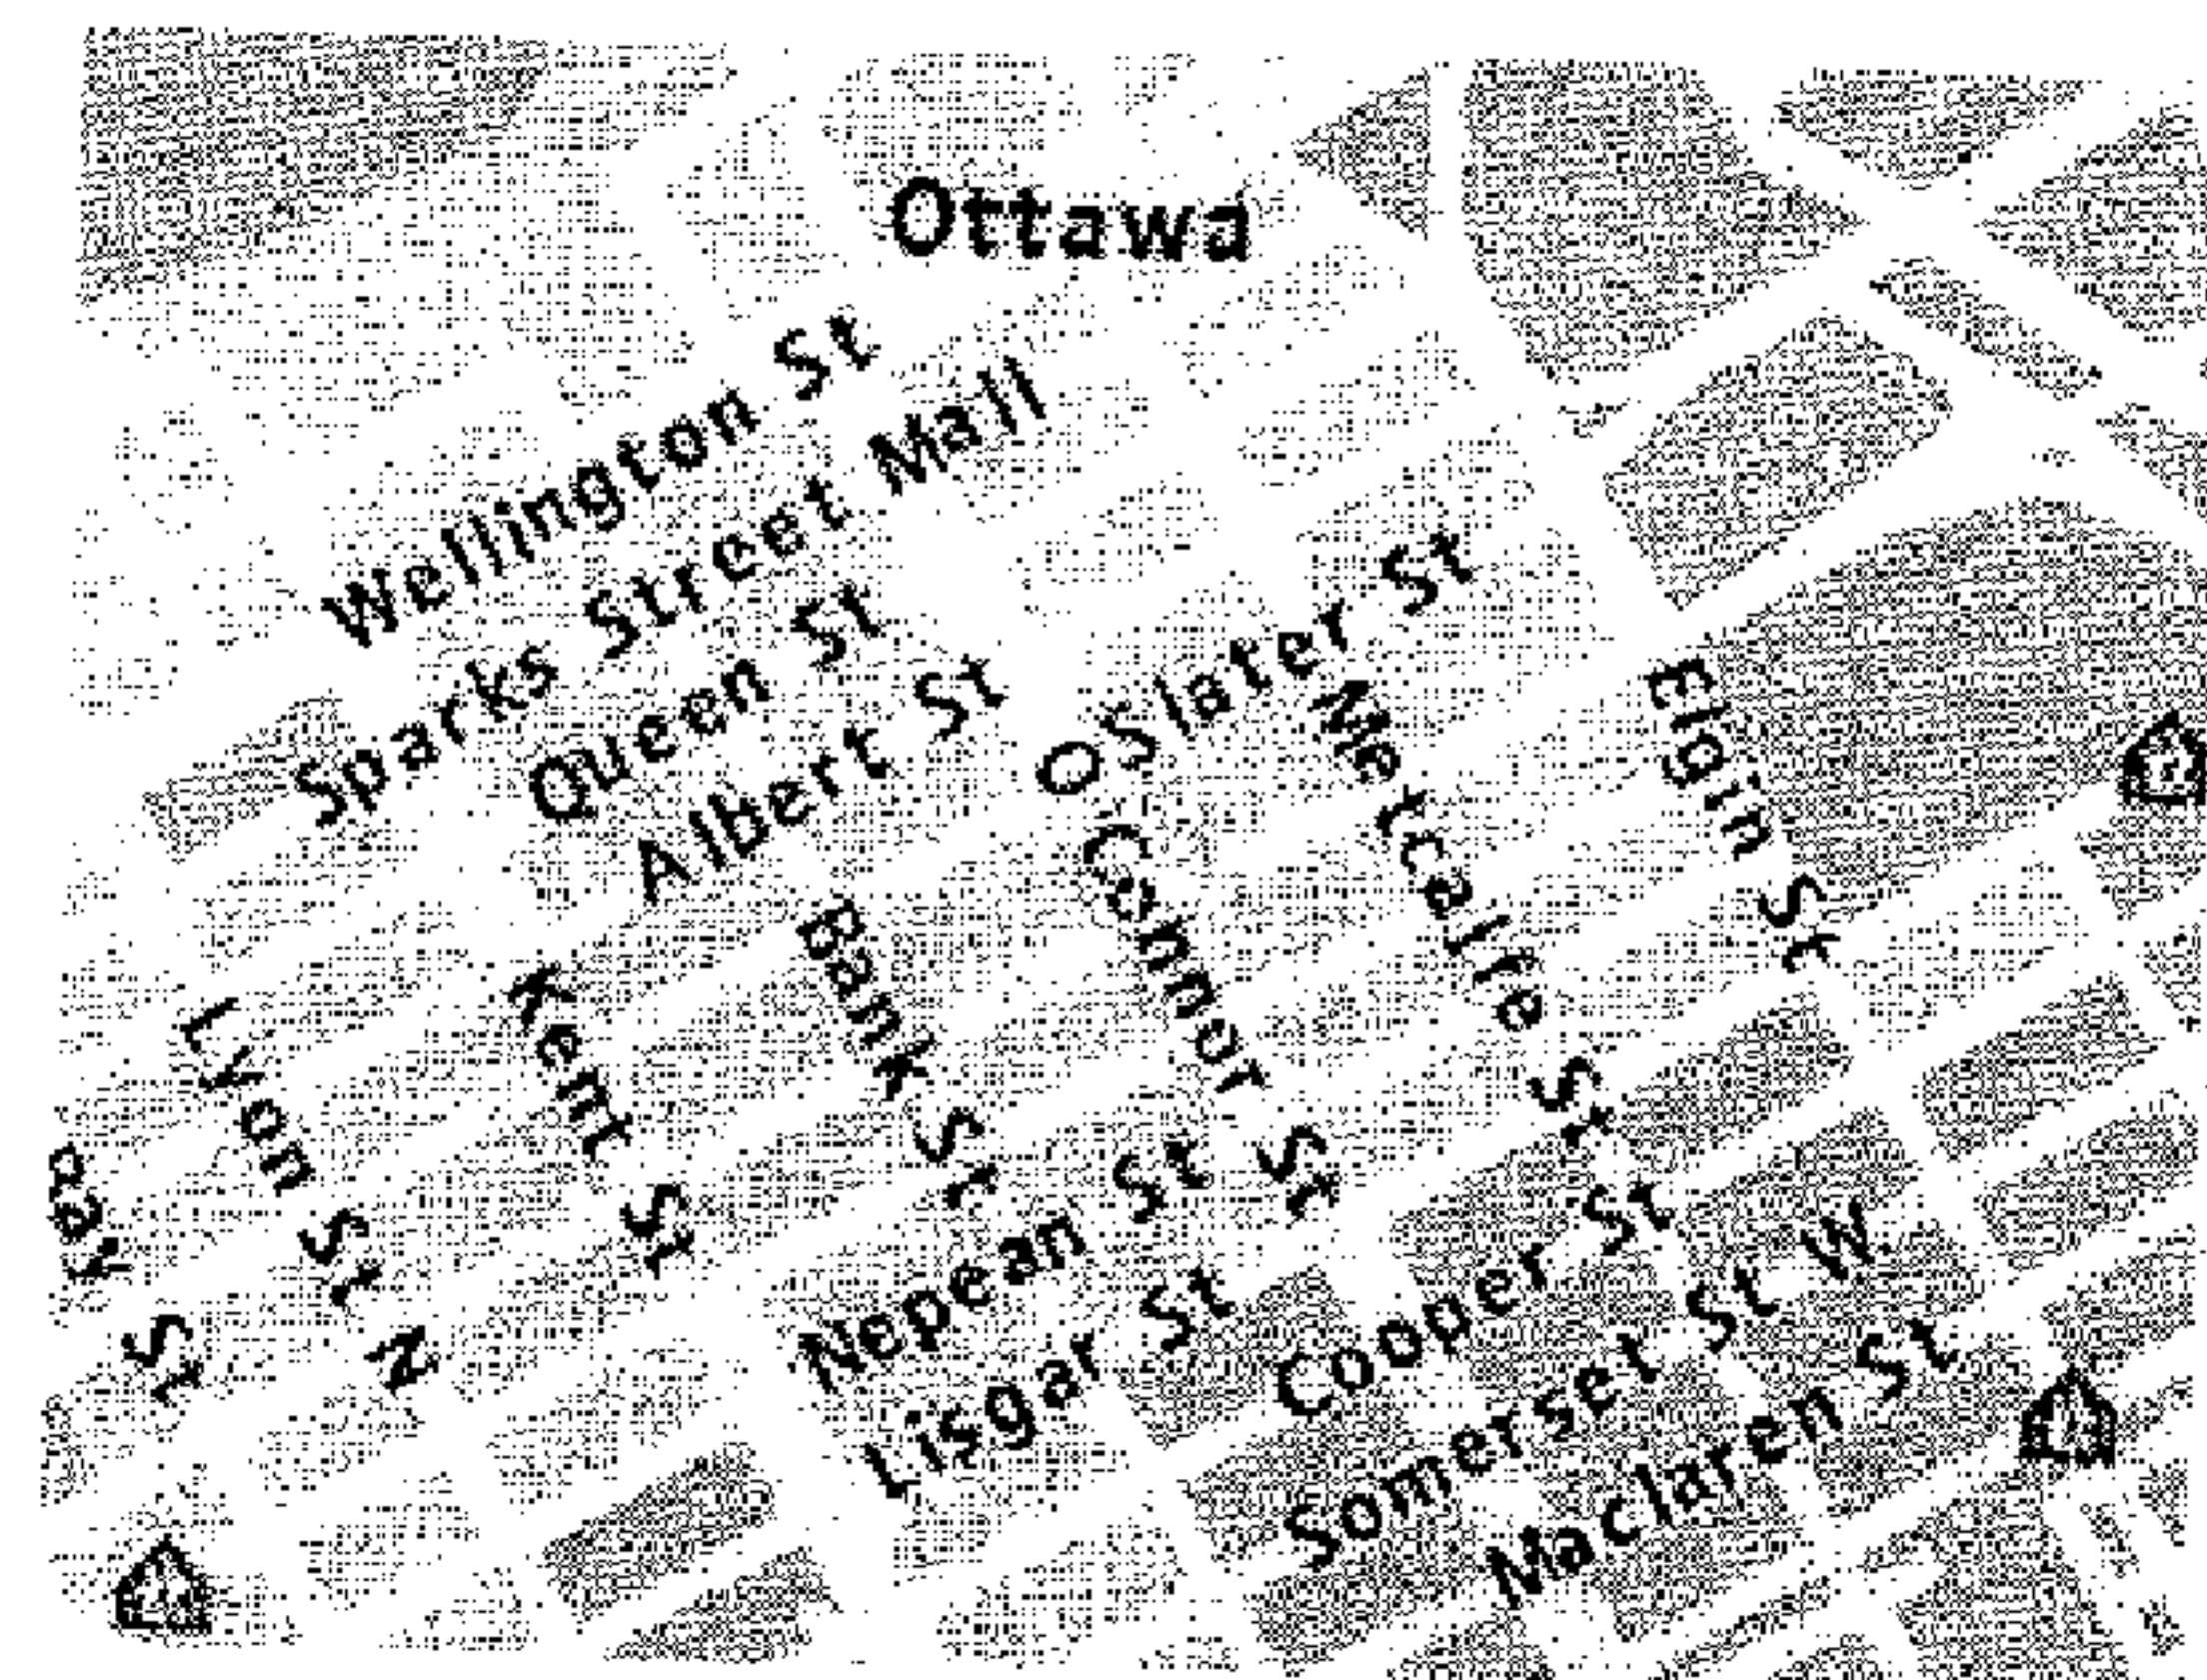 Ottawa
Wellington St
Sparks Street Mall
Queen St
Albert St
Slater St
O'Connor St
Metcalfe St
Elgin St
Bank St
Kent St
Lyon St N
Bay St
Nepean St
Lisgar St
Cooper St
Somerset St W
Maclaren St